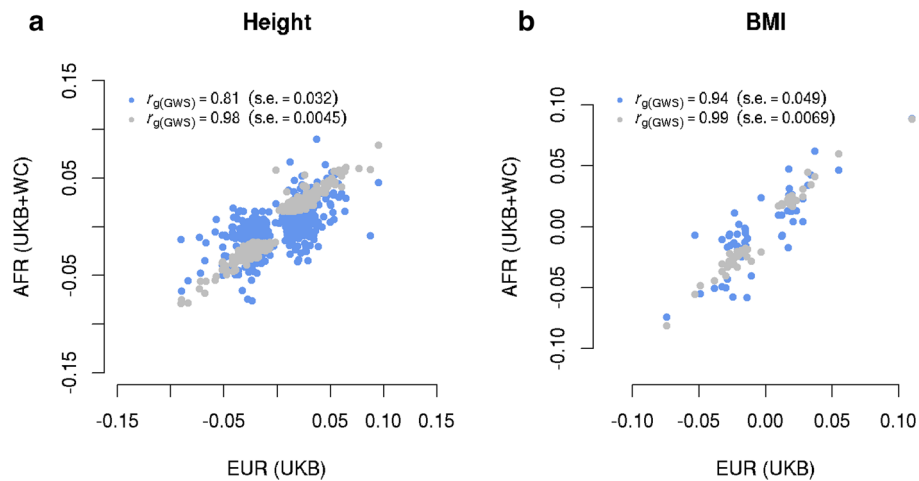 a Height
b BMI
0.15
0.05
-0.05
-0.15
AFR (UKB+WC)
rg(GWS) = 0.81 (s.e. = 0.032)
rg(GWS) = 0.98 (s.e. = 0.0045)
-0.15 -0.05 0.05 0.15
EUR (UKB)
0.10
0.05
0.00
-0.05
-0.10
AFR (UKB+WC)
rg(GWS) = 0.94 (s.e. = 0.049)
rg(GWS) = 0.99 (s.e. = 0.0069)
-0.10 -0.05 0.00 0.05 0.10
EUR (UKB)